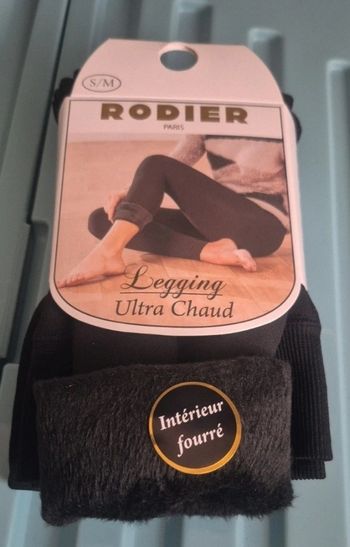 S/M
RODIER
PARIS
Legging
Ultra Chaud
Intérieur
fourré